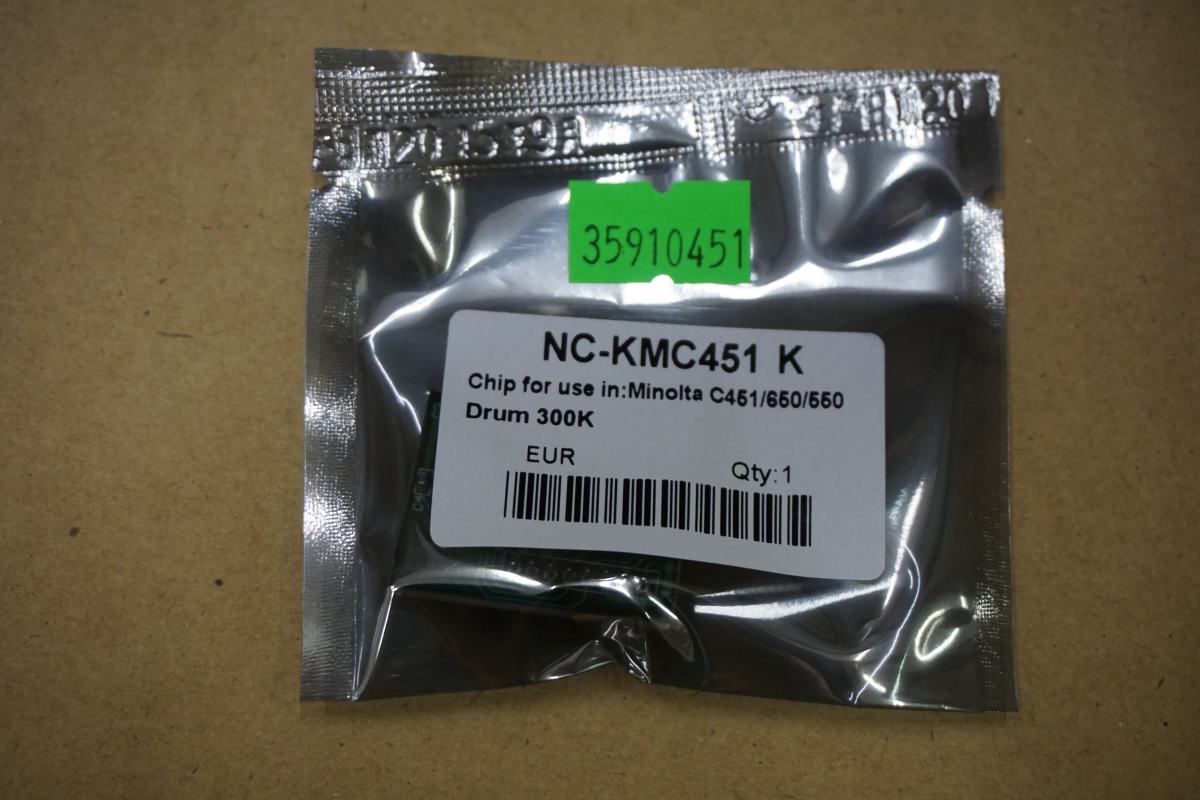 35910451
NC-KMC451 K
Chip for use in:Minolta C451/650/550
Drum 300K
EUR
Qty:1